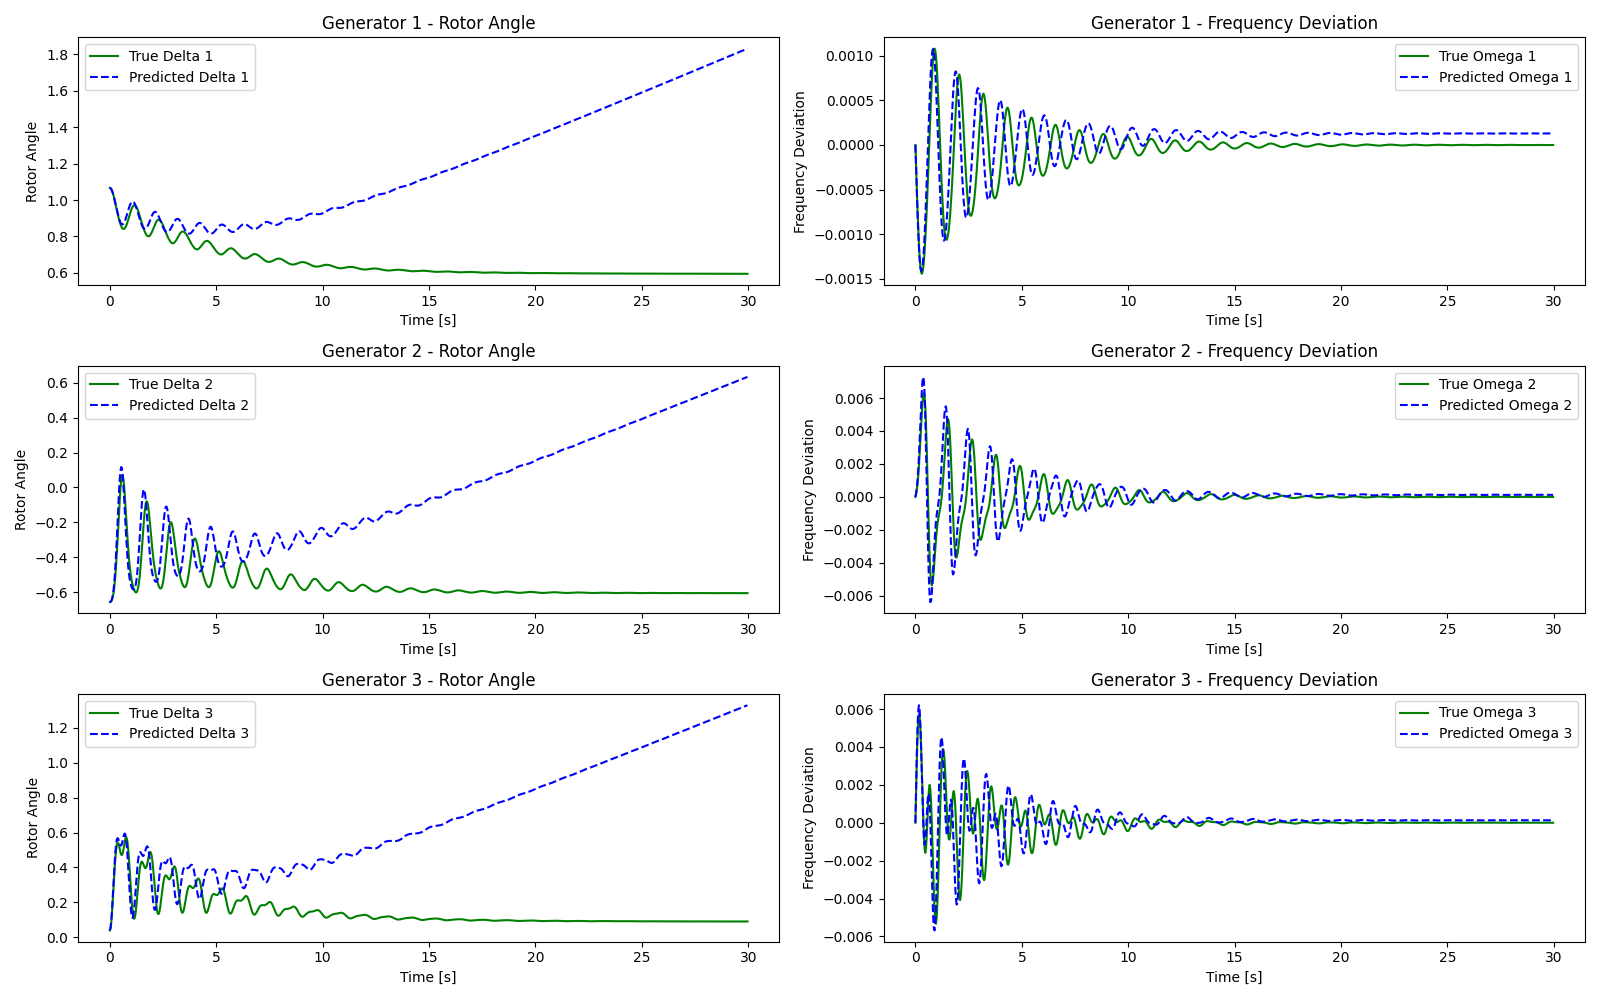 Generator 1 - Rotor Angle
Rotor Angle
1.8
1.6
1.4
1.2
1.0
0.8
0.6
True Delta 1
Predicted Delta 1
0 5 10 15 20 25 30
Time [s]
Generator 1 - Frequency Deviation
Frequency Deviation
0.0010
0.0005
0.0000
−0.0005
−0.0010
−0.0015
True Omega 1
Predicted Omega 1
0 5 10 15 20 25 30
Time [s]
Generator 2 - Rotor Angle
Rotor Angle
0.6
0.4
0.2
0.0
−0.2
−0.4
−0.6
True Delta 2
Predicted Delta 2
0 5 10 15 20 25 30
Time [s]
Generator 2 - Frequency Deviation
Frequency Deviation
0.006
0.004
0.002
0.000
−0.002
−0.004
−0.006
True Omega 2
Predicted Omega 2
0 5 10 15 20 25 30
Time [s]
Generator 3 - Rotor Angle
Rotor Angle
1.2
1.0
0.8
0.6
0.4
0.2
0.0
True Delta 3
Predicted Delta 3
0 5 10 15 20 25 30
Time [s]
Generator 3 - Frequency Deviation
Frequency Deviation
0.006
0.004
0.002
0.000
−0.002
−0.004
−0.006
True Omega 3
Predicted Omega 3
0 5 10 15 20 25 30
Time [s]